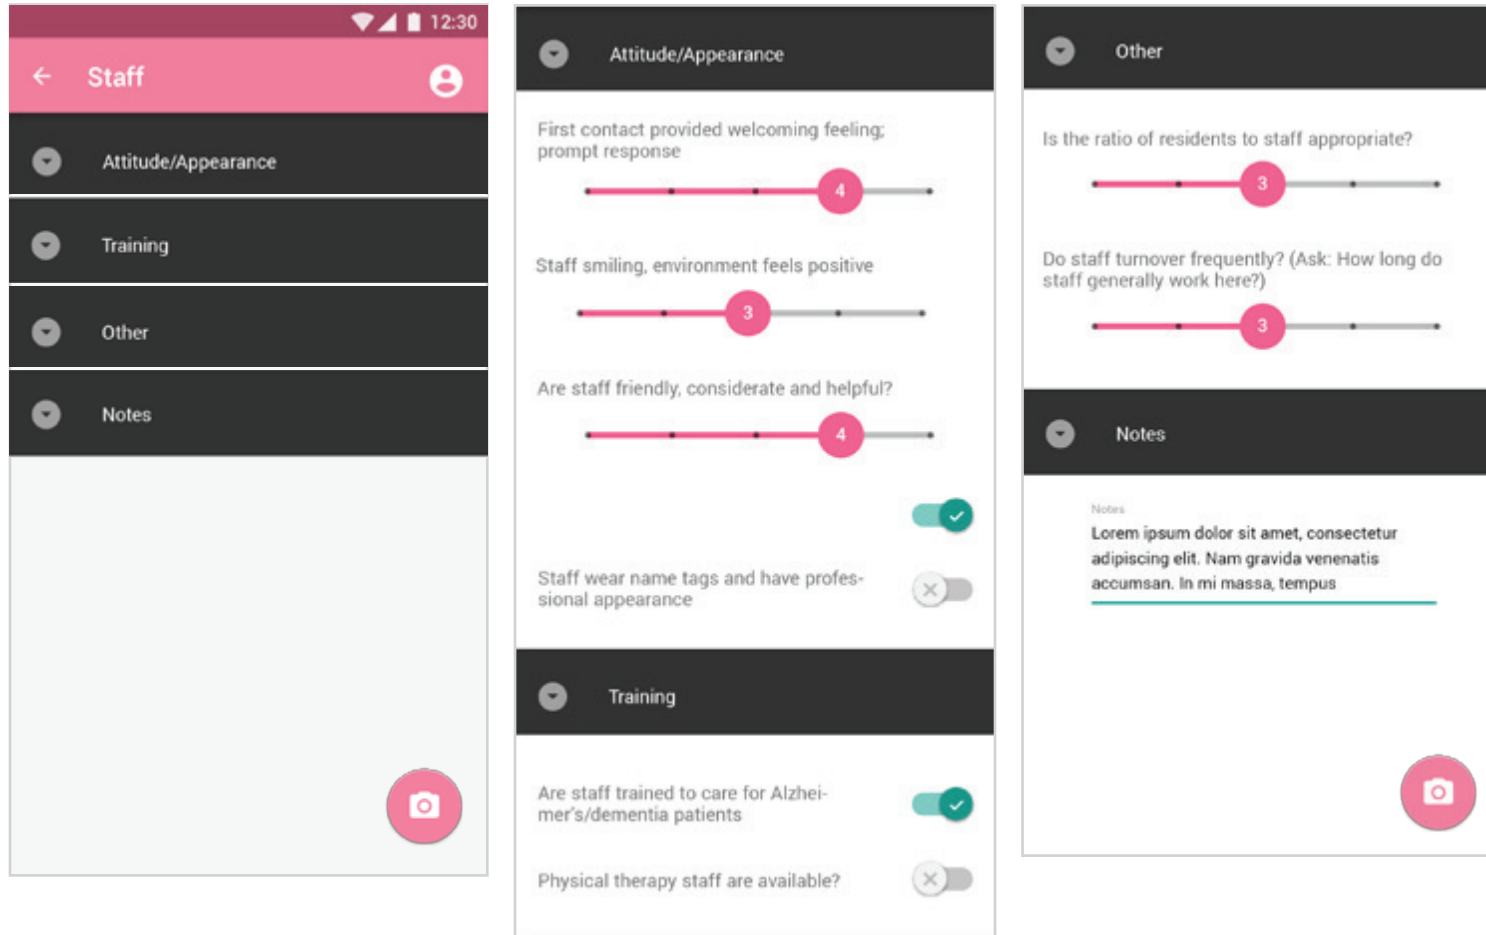 12:30
Staff
Attitude/Appearance
Training
Other
Notes
Attitude/Appearance
First contact provided welcoming feeling;
prompt response
4
Staff smiling, environment feels positive
3
Are staff friendly, considerate and helpful?
4
Staff wear name tags and have profes-
sional appearance
Training
Are staff trained to care for Alzhei-
mer's/dementia patients
Physical therapy staff are available?
Other
Is the ratio of residents to staff appropriate?
3
Do staff turnover frequently? (Ask: How long do
staff generally work here?)
3
Notes
Notes
Lorem ipsum dolor sit amet, consectetur
adipiscing elit. Nam gravida venenatis
accumsan. In mi massa, tempus